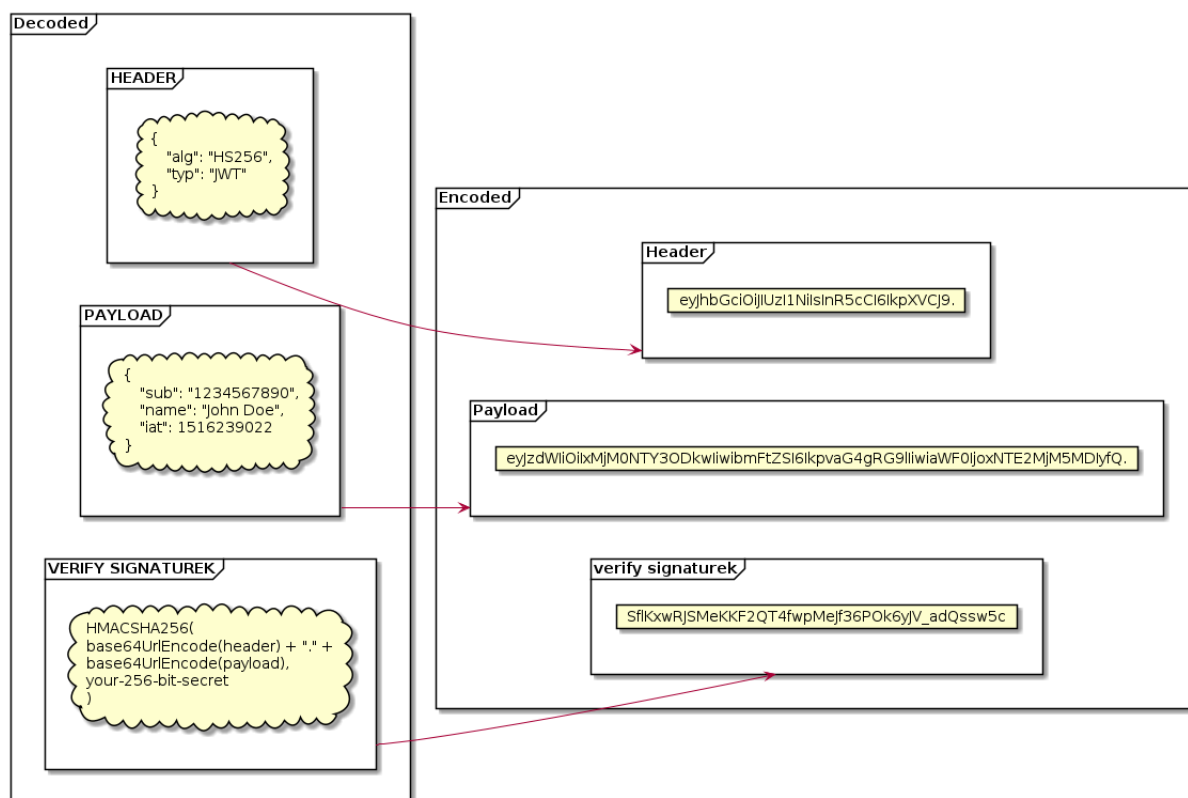 Decoded
HEADER
{
"alg": "HS256",
"typ": "JWT"
}
PAYLOAD
{
"sub": "1234567890",
"name": "John Doe",
"iat": 1516239022
}
VERIFY SIGNATUREK
HMACSHA256(
base64UrlEncode(header) + "." +
base64UrlEncode(payload),
your-256-bit-secret
)
Encoded
Header
eyJhbGciOiJIUzI1NiIsInR5cCI6IkpXVCJ9.
Payload
eyJzdWIiOiIxMjM0NTY3ODkwIiwibmFtZSI6IkpvaG4gRG9lIiwiaWF0IjoxNTE2MjM5MDIyfQ.
verify signaturek
SflKxwRJSMeKKF2QT4fwpMeJf36POk6yJV_adQssw5c